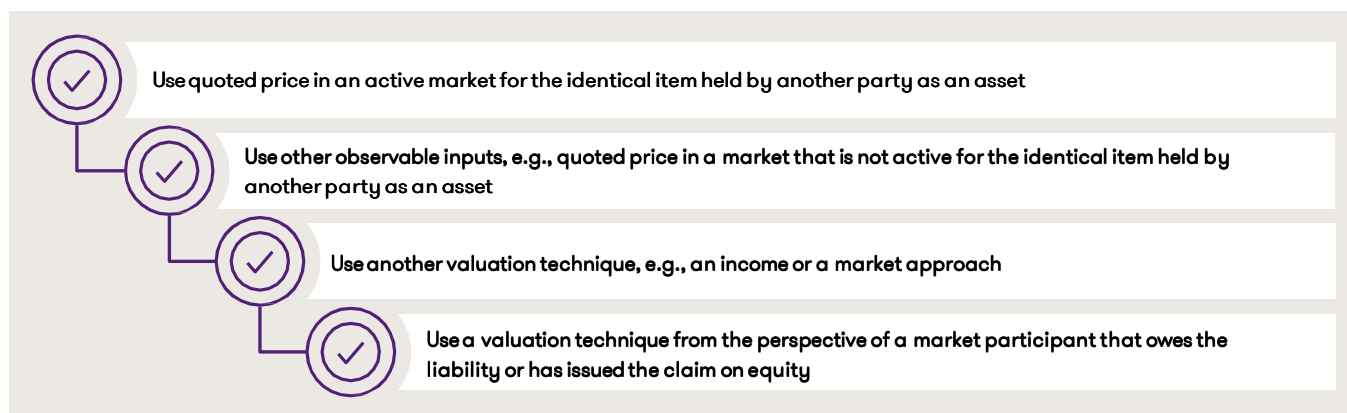 Use quoted price in an active market for the identical item held by another party as an asset
Use other observable inputs, e.g., quoted price in a market that is not active for the identical item held by
another party as an asset
Use another valuation technique, e.g., an income or a market approach
Use a valuation technique from the perspective of a market participant that owes the
liability or has issued the claim on equity